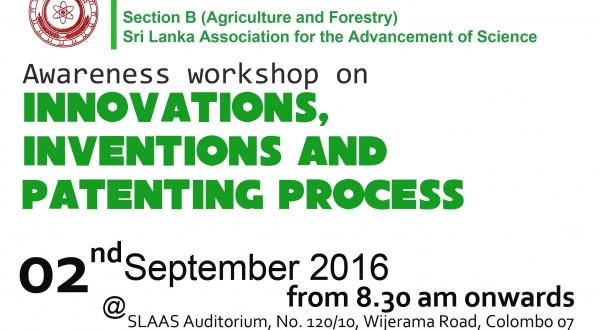 Section B (Agriculture and Forestry)
Sri Lanka Association for the Advancement of Science
Awareness workshop on
INNOVATIONS,
INVENTIONS AND
PATENTING PROCESS
02nd September 2016
from 8.30 am onwards
@ SLAAS Auditorium, No. 120/10, Wijerama Road, Colombo 07